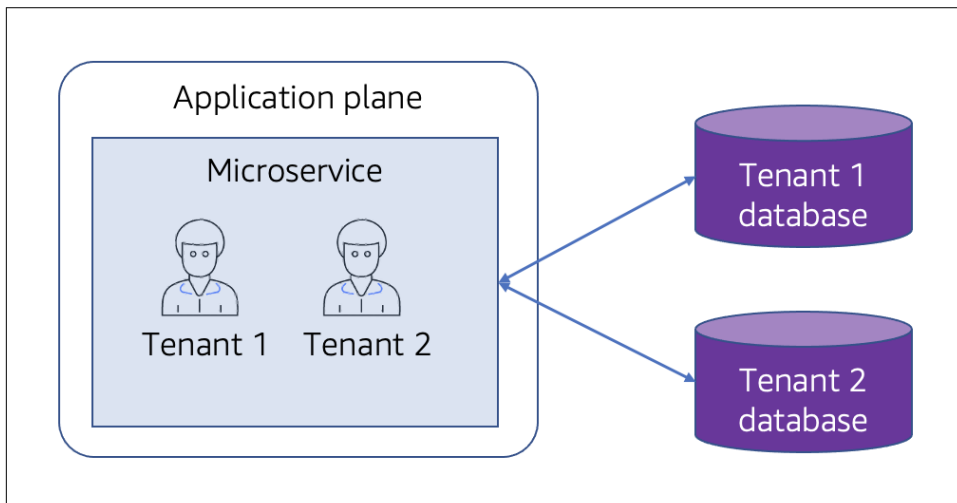 Application plane
Microservice
Tenant 1
Tenant 2
Tenant 1
database
Tenant 2
database